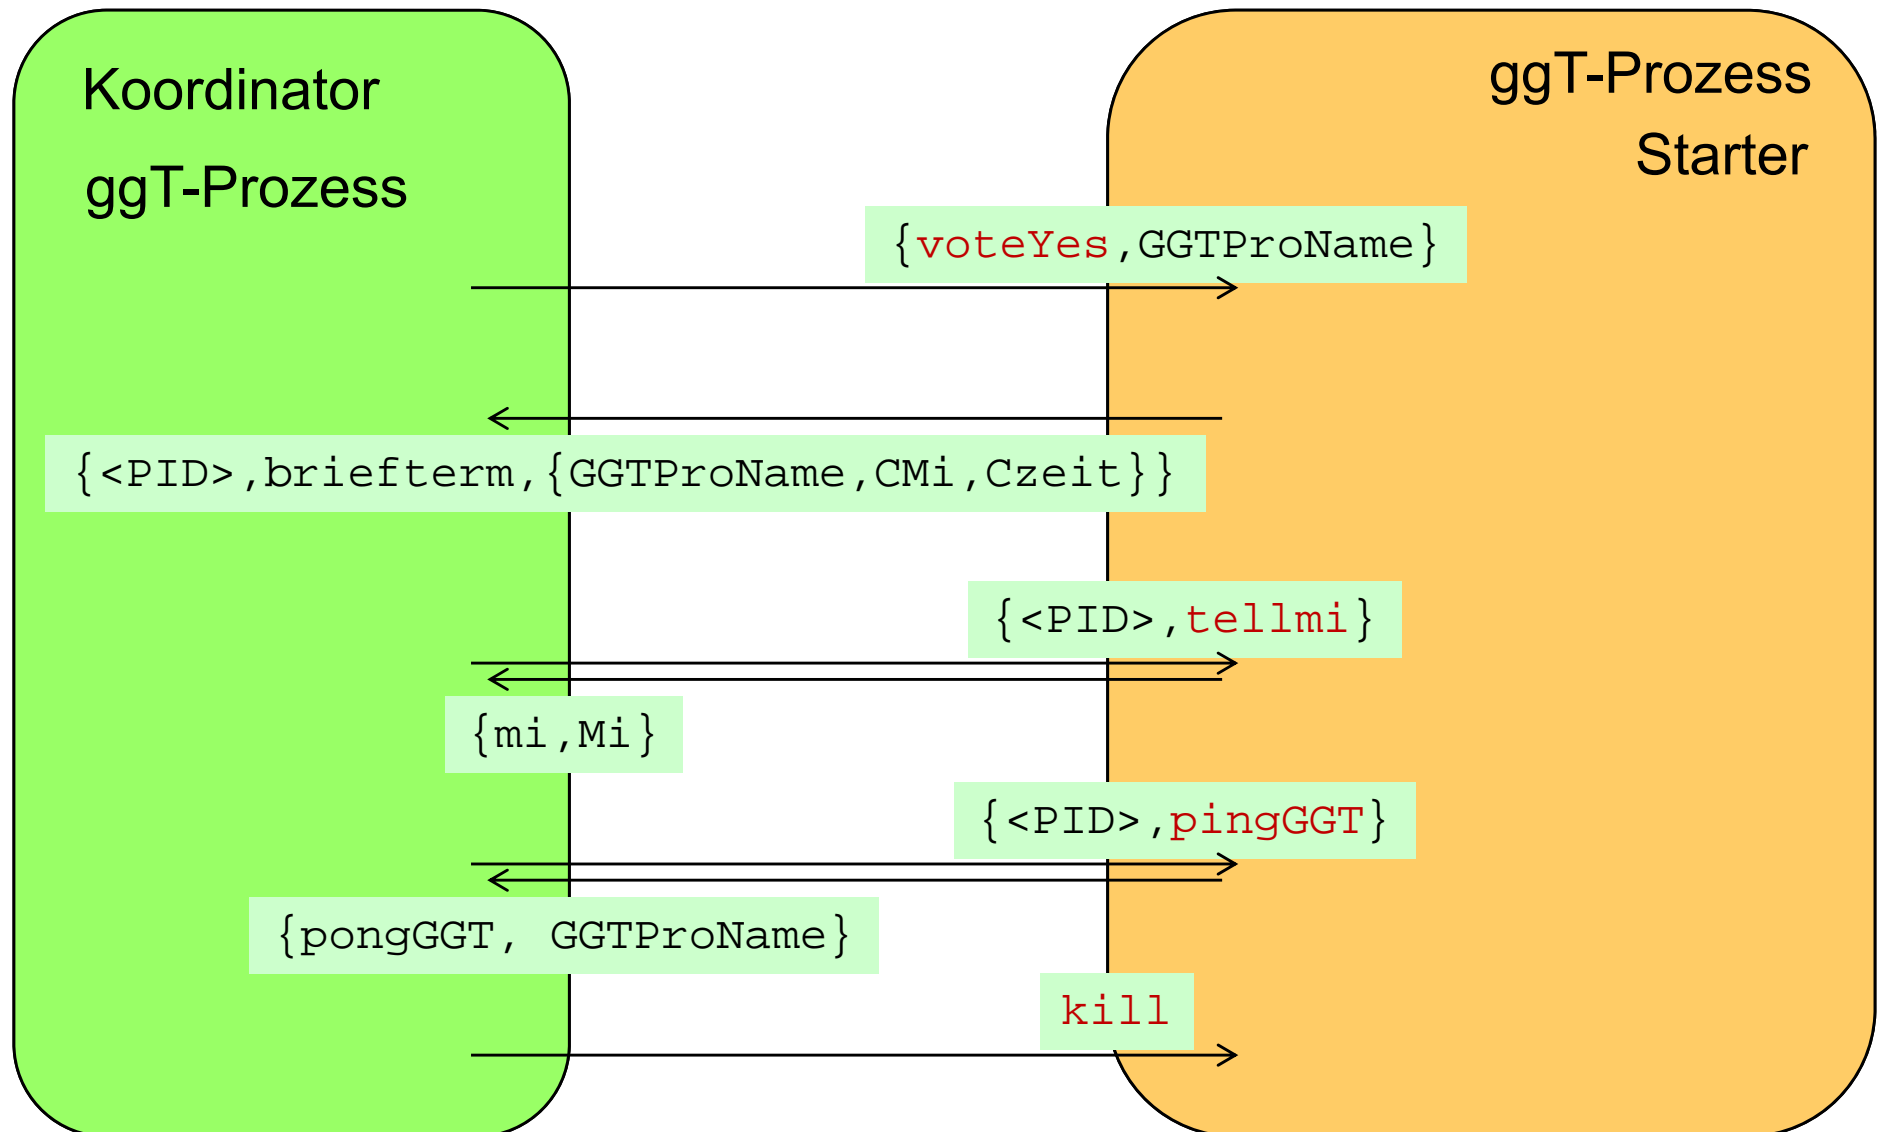 Koordinator
ggT-Prozess
ggT-Prozess
Starter
{voteYes,GGTProName}
{<PID>,briefterm,{GGTProName,CMi,Czeit}}
{<PID>,tellmi}
{mi,Mi}
{<PID>,pingGGT}
{pongGGT, GGTProName}
kill